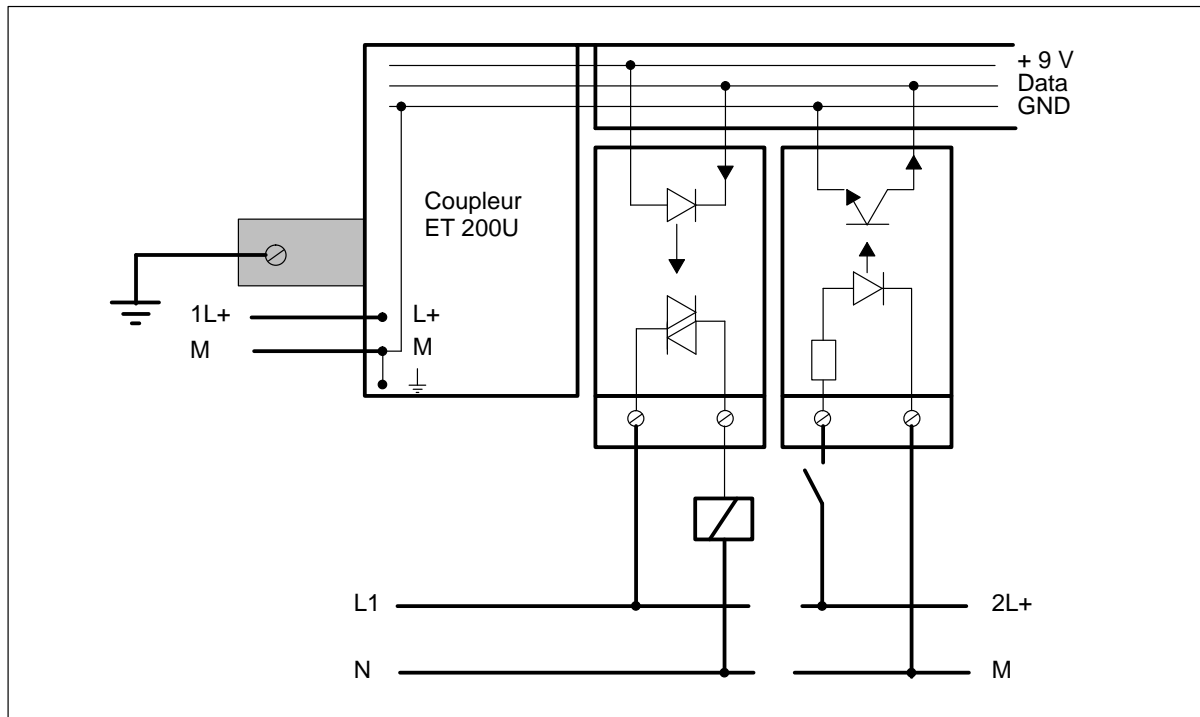 + 9 V
Data
GND
Coupleur
ET 200U
1L+
L+
M
M
L1
2L+
N
M